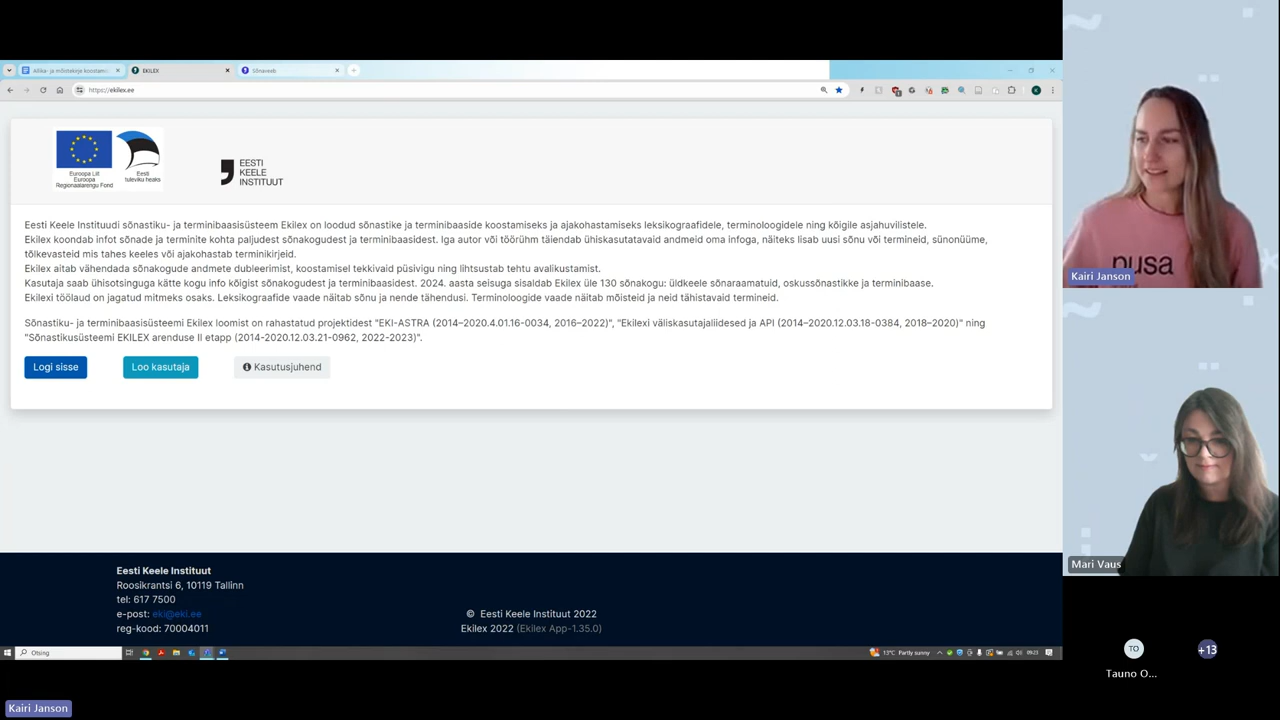 Allika- ja mõistekirje koostami
EKILEX
Sõnaveeb
https://ekilex.ee
Euroopa Liit
Euroopa
Regionaalarengu Fond
Eesti
tuleviku heaks
EESTI
KEELE
INSTITUUT
Eesti Keele Instituudi sõnastiku- ja terminibaasisüsteem Ekilex on loodud sõnastike ja terminibaaside koostamiseks ja ajakohastamiseks leksikograafidele, terminoloogidele ning kõigile asjahuvilistele.
Ekilex koondab infot sõnade ja terminite kohta paljudest sõnakogudest ja terminibaasidest. Iga autor või töörühm täiendab ühiskasutatavaid andmeid oma infoga, näiteks lisab uusi sõnu või termineid, sünonüüme,
tõlkevasteid mis tahes keeles või ajakohastab terminikirjeid.
Ekilex aitab vähendada sõnakogude andmete dubleerimist, koostamisel tekkivaid püsivigu ning lihtsustab tehtu avalikustamist.
Kasutaja saab ühisotsinguga kätte kogu info kõigist sõnakogudest ja terminibaasidest. 2024. aasta seisuga sisaldab Ekilex üle 130 sõnakogu: üldkeele sõnaraamatuid, oskussõnastikke ja terminibaase.
Ekilexi töölaud on jagatud mitmeks osaks. Leksikograafide vaade näitab sõnu ja nende tähendusi. Terminoloogide vaade näitab mõisteid ja neid tähistavaid termineid.
Sõnastiku- ja terminibaasisüsteemi Ekilex loomist on rahastatud projektidest "EKI-ASTRA (2014–2020.4.01.16-0034, 2016–2022)", "Ekilexi väliskasutajaliidesed ja API (2014–2020.12.03.18-0384, 2018–2020)" ning
"Sõnastikusüsteemi EKILEX arenduse II etapp (2014-2020.12.03.21-0962, 2022-2023)".
Logi sisse
Loo kasutaja
Kasutusjuhend
Eesti Keele Instituut
Roosikrantsi 6, 10119 Tallinn
tel: 617 7500
e-post: eki@eki.ee
reg-kood: 70004011
© Eesti Keele Instituut 2022
Ekilex 2022 (Ekilex App-1.35.0)
Otsing
13°C Partly sunny
09:21
pusa
Kairi Janson
Mari Vaus
TO
+13
Tauno O...
Kairi Janson